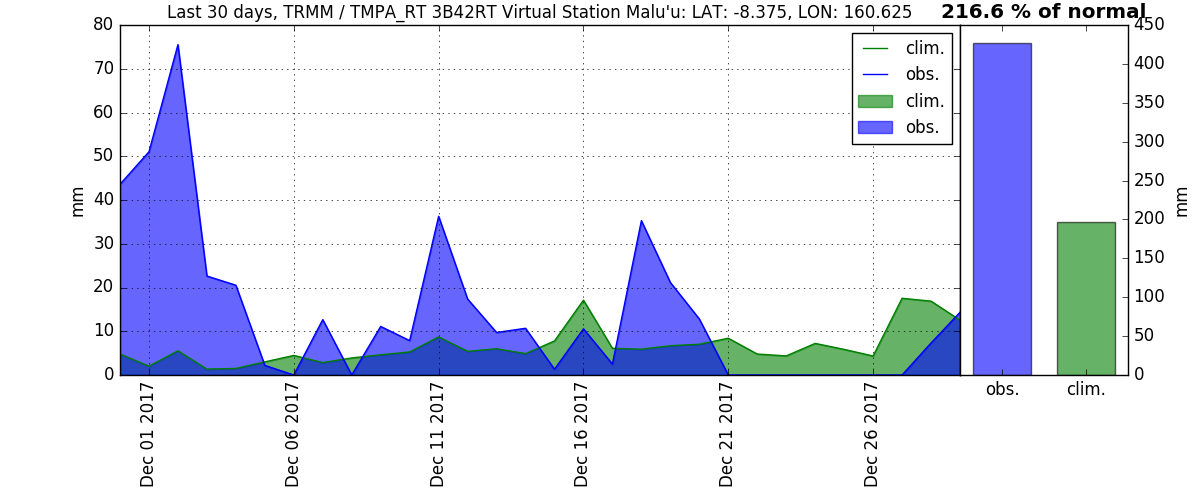 Last 30 days, TRMM / TMPA_RT 3B42RT Virtual Station Malu'u: LAT: -8.375, LON: 160.625
216.6 % of normal
80
70
60
50
40
30
20
10
0
mm
clim.
obs.
clim.
obs.
Dec 01 2017
Dec 06 2017
Dec 11 2017
Dec 16 2017
Dec 21 2017
Dec 26 2017
450
400
350
300
250
200
150
100
50
0
mm
obs.
clim.